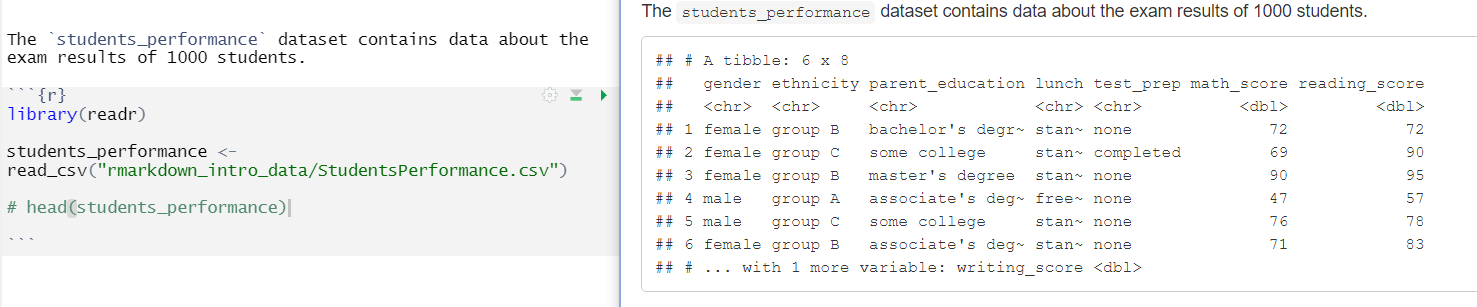 The `students_performance` dataset contains data about the
exam results of 1000 students.
```{r}
library(readr)
students_performance <-
read_csv("rmarkdown_intro_data/StudentsPerformance.csv")
# head(students_performance)
```
The students_performance dataset contains data about the exam results of 1000 students.
## # A tibble: 6 x 8
##   gender ethnicity parent_education lunch test_prep math_score reading_score
##   <chr>  <chr>     <chr>            <chr> <chr>          <dbl>         <dbl>
## 1 female group B   bachelor's degr~ stan~ none              72            72
## 2 female group C   some college     stan~ completed         69            90
## 3 female group B   master's degree  stan~ none              90            95
## 4 male   group A   associate's deg~ free~ none              47            57
## 5 male   group C   some college     stan~ none              76            78
## 6 female group B   associate's deg~ stan~ none              71            83
## # ... with 1 more variable: writing_score <dbl>